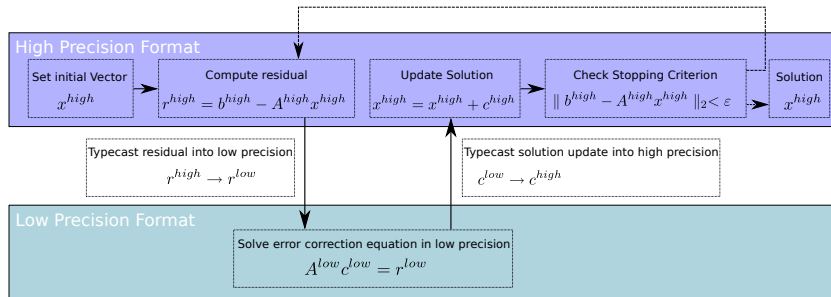 High Precision Format
Set initial Vector
x^{high}
Compute residual
r^{high} = b^{high} − A^{high}x^{high}
Update Solution
x^{high} = x^{high} + c^{high}
Check Stopping Criterion
∥ b^{high} − A^{high}x^{high} ∥_2< ε
Solution
x^{high}
Typecast residual into low precision
r^{high} → r^{low}
Typecast solution update into high precision
c^{low} → c^{high}
Low Precision Format
Solve error correction equation in low precision
A^{low}c^{low} = r^{low}